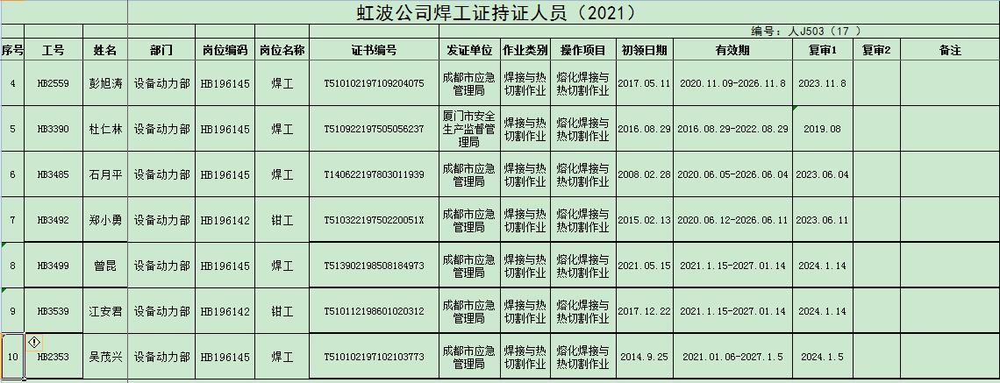 虹波公司焊工证持证人员（2021）
编号：人J503（17 ）
序号 工号 姓名 部门 岗位编码 岗位名称 证书编号 发证单位 作业类别 操作项目 初领日期 有效期 复审1 复审2 备注
4 HB2559 彭旭涛 设备动力部 HB196145 焊工 T510102197109204075 成都市应急管理局 焊接与热切割作业 熔化焊接与热切割作业 2017.05.11 2020.11.09-2026.11.8 2023.11.8
5 HB3390 杜仁林 设备动力部 HB196145 焊工 T510922197505056237 厦门市安全生产监督管理局 焊接与热切割作业 熔化焊接与热切割作业 2016.08.29 2016.08.29-2022.08.29 2019.08
6 HB3485 石月平 设备动力部 HB196145 焊工 T140622197803011939 成都市应急管理局 焊接与热切割作业 熔化焊接与热切割作业 2008.02.28 2020.06.05-2026.06.04 2023.06.04
7 HB3492 郑小勇 设备动力部 HB196142 钳工 T51032219750220051X 成都市应急管理局 焊接与热切割作业 熔化焊接与热切割作业 2015.02.13 2020.06.12-2026.06.11 2023.06.11
8 HB3499 曾昆 设备动力部 HB196145 焊工 T513902198508184973 成都市应急管理局 焊接与热切割作业 熔化焊接与热切割作业 2021.05.15 2021.1.15-2027.01.14 2024.1.14
9 HB3539 江安君 设备动力部 HB196142 钳工 T510112198601020312 成都市应急管理局 焊接与热切割作业 熔化焊接与热切割作业 2017.12.22 2021.1.15-2027.01.14 2024.1.14
10 HB2353 吴茂兴 设备动力部 HB196145 焊工 T510102197102103773 成都市应急管理局 焊接与热切割作业 熔化焊接与热切割作业 2014.9.25 2021.01.06-2027.1.5 2024.1.5